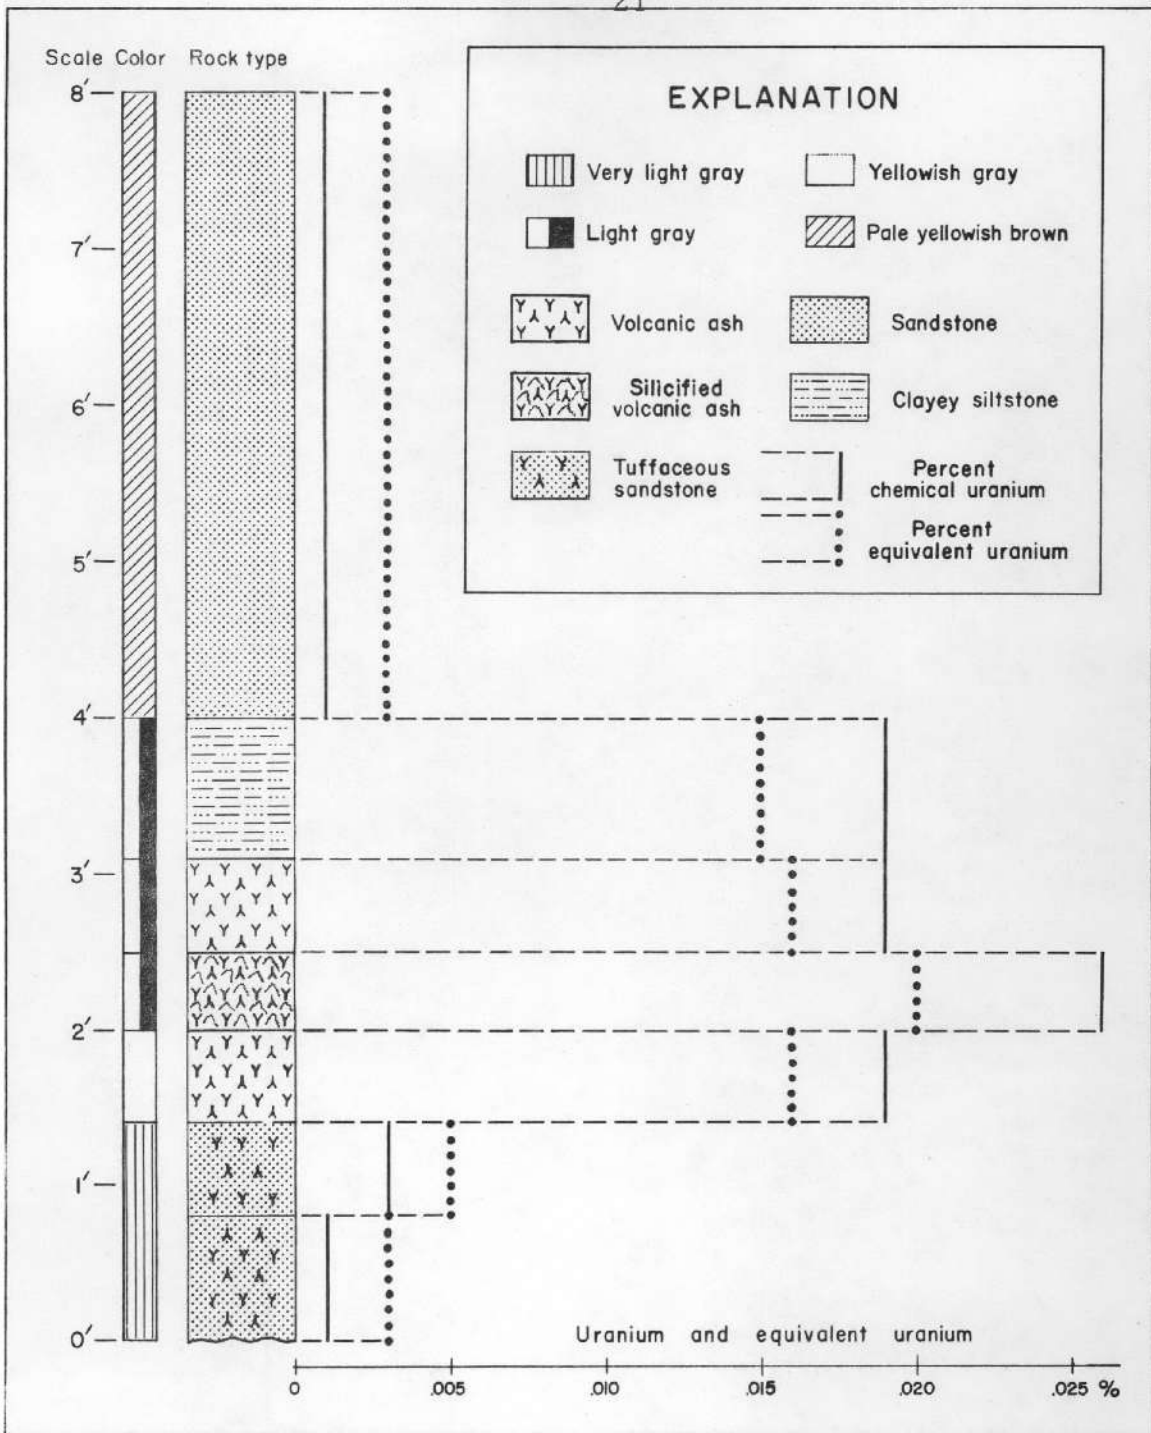 21
Scale Color Rock type
EXPLANATION
Very light gray
Yellowish gray
Light gray
Pale yellowish brown
Volcanic ash
Sandstone
Silicified
volcanic ash
Clayey siltstone
Tuffaceous
sandstone
Percent
chemical uranium
Percent
equivalent uranium
8′
7′
6′
5′
4′
3′
2′
1′
0′
Uranium and equivalent uranium
0 .005 .010 .015 .020 .025 %